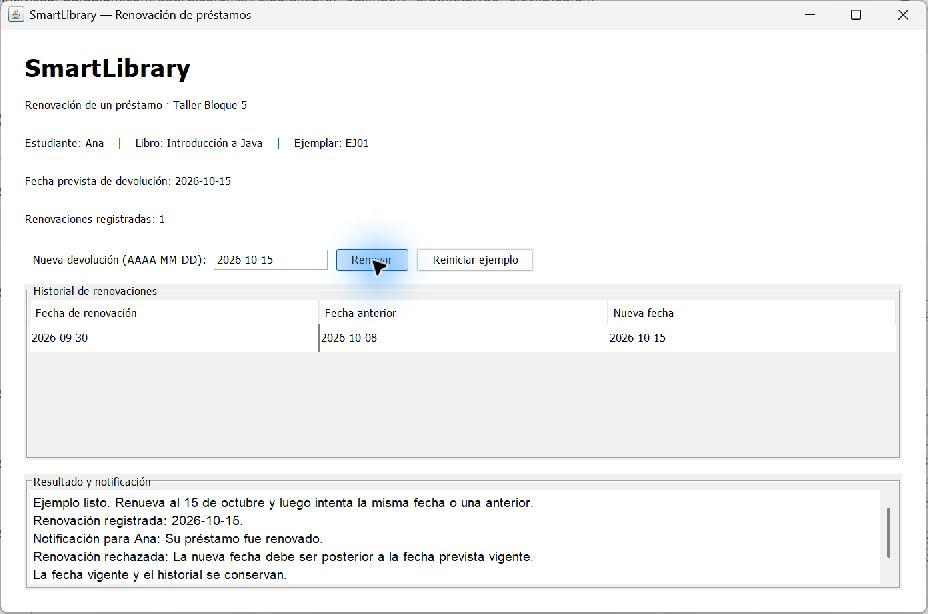 SmartLibrary — Renovación de préstamos
SmartLibrary
Renovación de un préstamo · Taller Bloque 5
Estudiante: Ana | Libro: Introducción a Java | Ejemplar: EJ01
Fecha prevista de devolución: 2026-10-15
Renovaciones registradas: 1
Nueva devolución (AAAA-MM-DD): 2026-10-15 Renovar Reiniciar ejemplo
Historial de renovaciones
Fecha de renovación Fecha anterior Nueva fecha
2026-09-30 2026-10-08 2026-10-15
Resultado y notificación
Ejemplo listo. Renueva al 15 de octubre y luego intenta la misma fecha o una anterior.
Renovación registrada: 2026-10-15.
Notificación para Ana: Su préstamo fue renovado.
Renovación rechazada: La nueva fecha debe ser posterior a la fecha prevista vigente.
La fecha vigente y el historial se conservan.